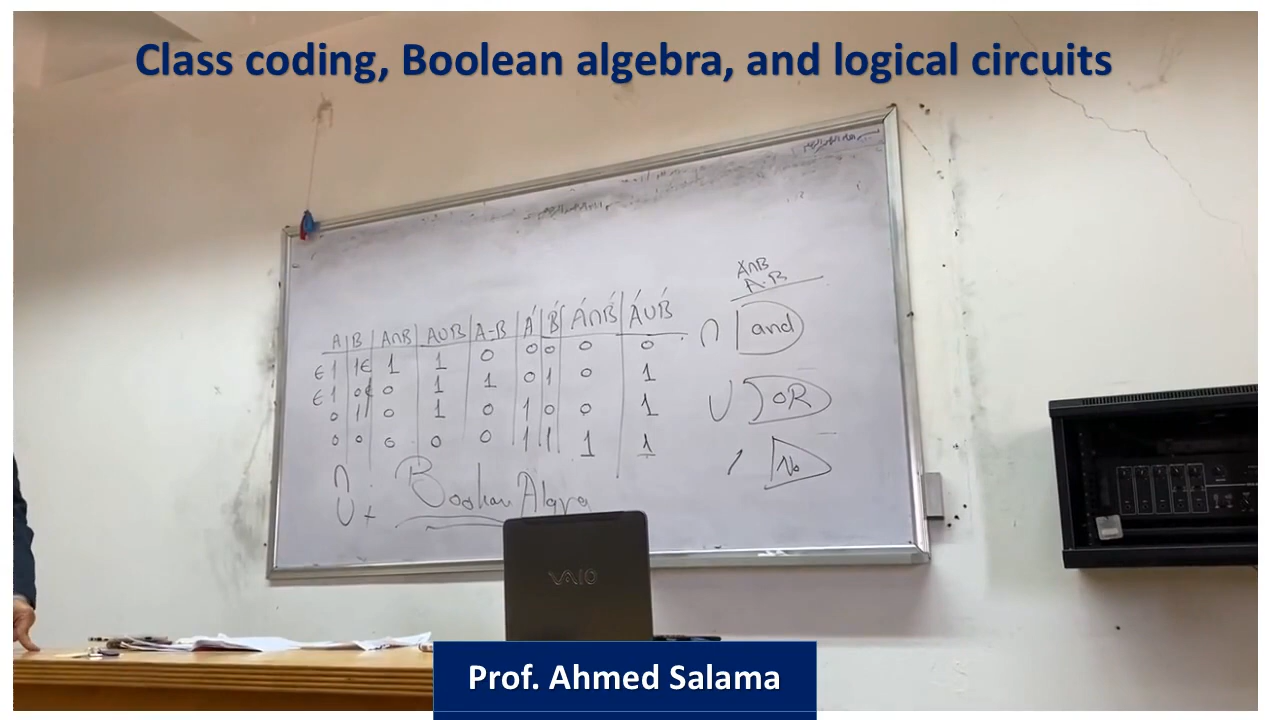 Class coding, Boolean algebra, and logical circuits
A∩B
A.B
A B A∩B A∪B A-B A' B' A'∩B' A'∪B'
∈ 1 1 ∈ 1 1 0 0 0 0 0
∈ 1 0 ∉ 0 1 1 0 1 0 1
0 1 0 1 0 1 0 0 1
0 0 0 0 0 1 1 1 1
∩ and
∪ OR
/ No
∩ .
∪ +
Boolean
VAIO
Prof. Ahmed Salama